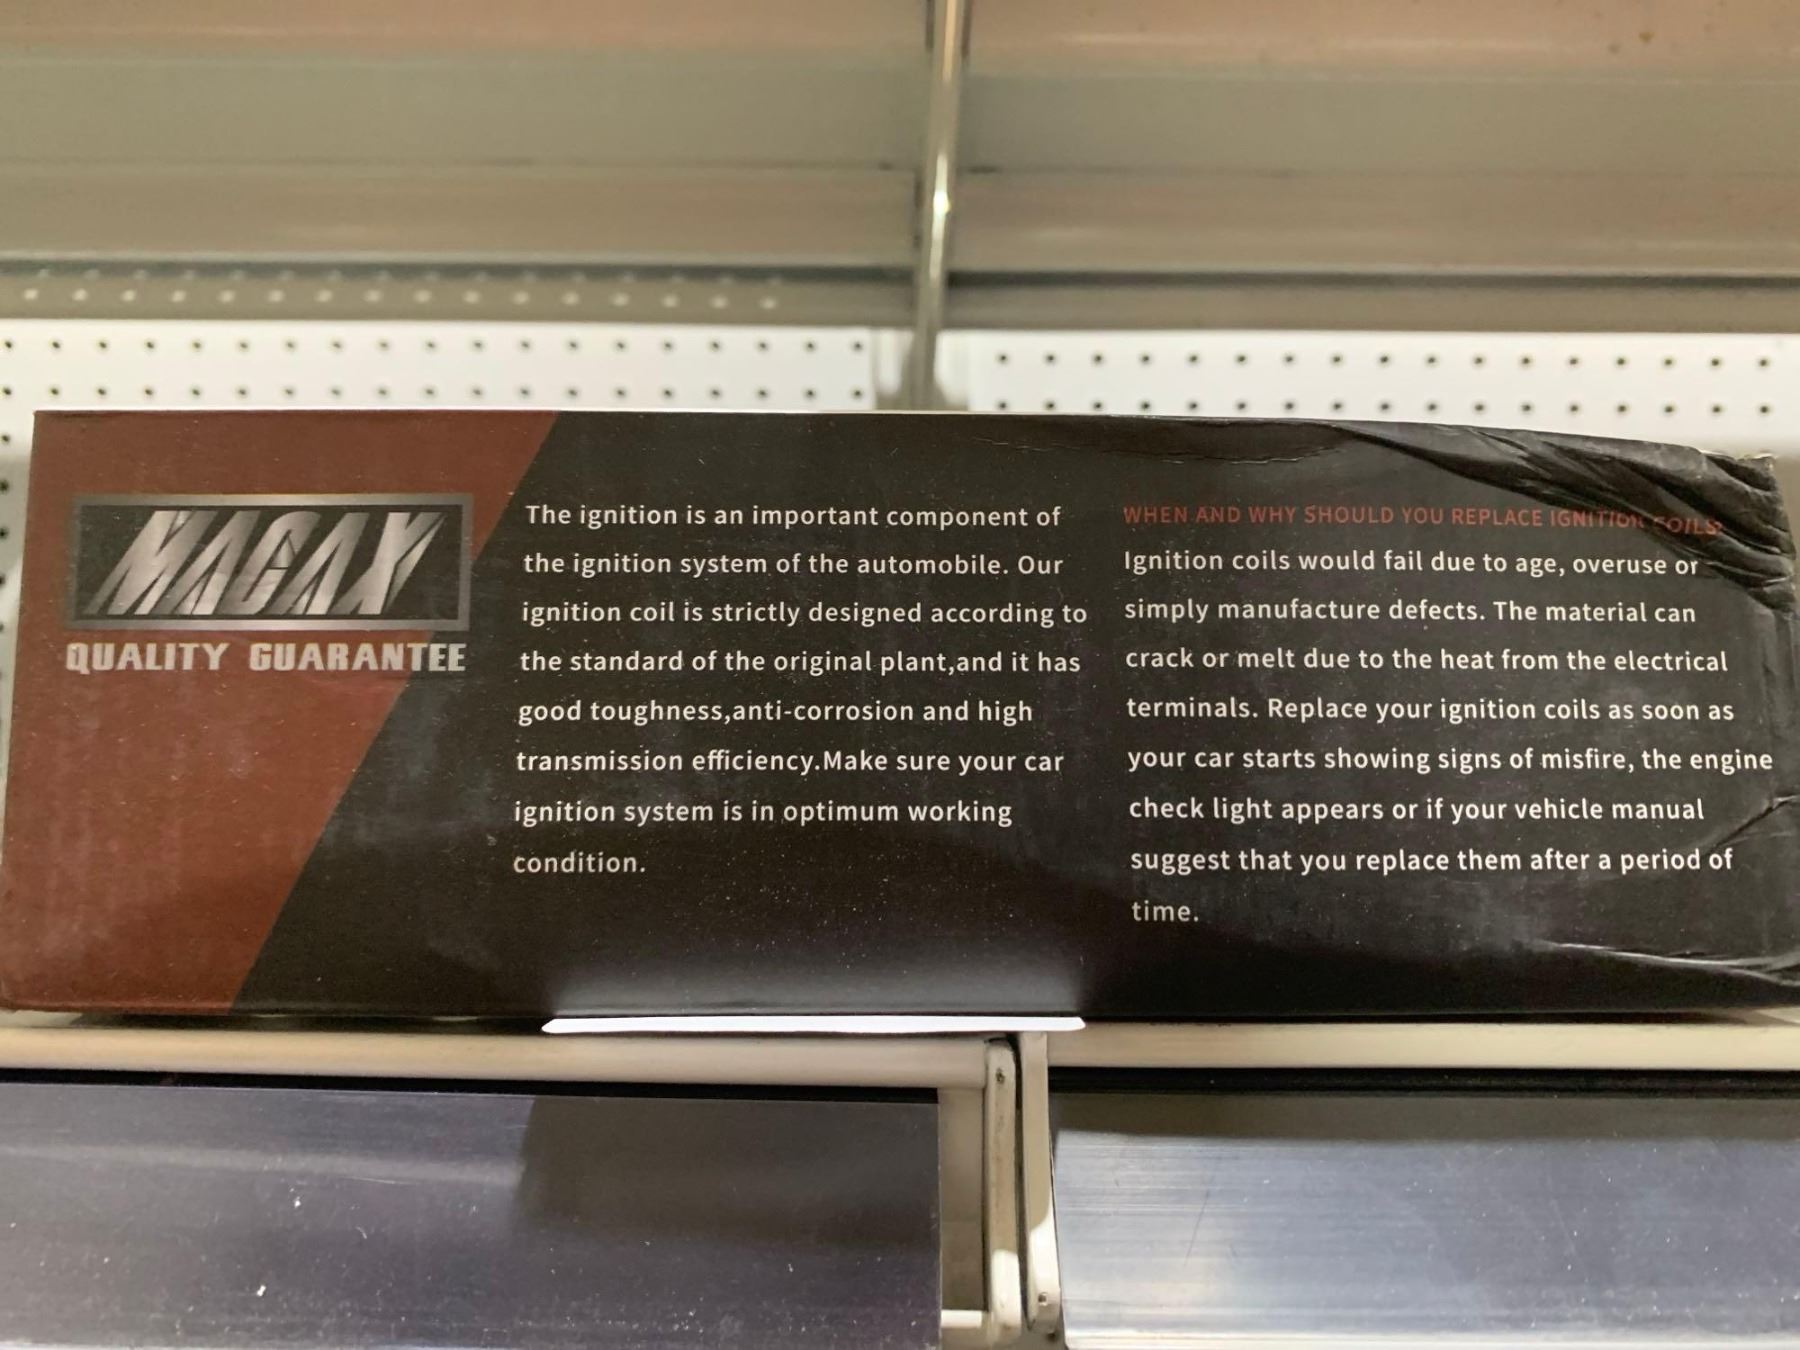 MAGAX
QUALITY GUARANTEE
The ignition is an important component of
the ignition system of the automobile. Our
ignition coil is strictly designed according to
the standard of the original plant,and it has
good toughness,anti-corrosion and high
transmission efficiency.Make sure your car
ignition system is in optimum working
condition.
WHEN AND WHY SHOULD YOU REPLACE IGNITION COILS?
Ignition coils would fail due to age, overuse or
simply manufacture defects. The material can
crack or melt due to the heat from the electrical
terminals. Replace your ignition coils as soon as
your car starts showing signs of misfire, the engine
check light appears or if your vehicle manual
suggest that you replace them after a period of
time.